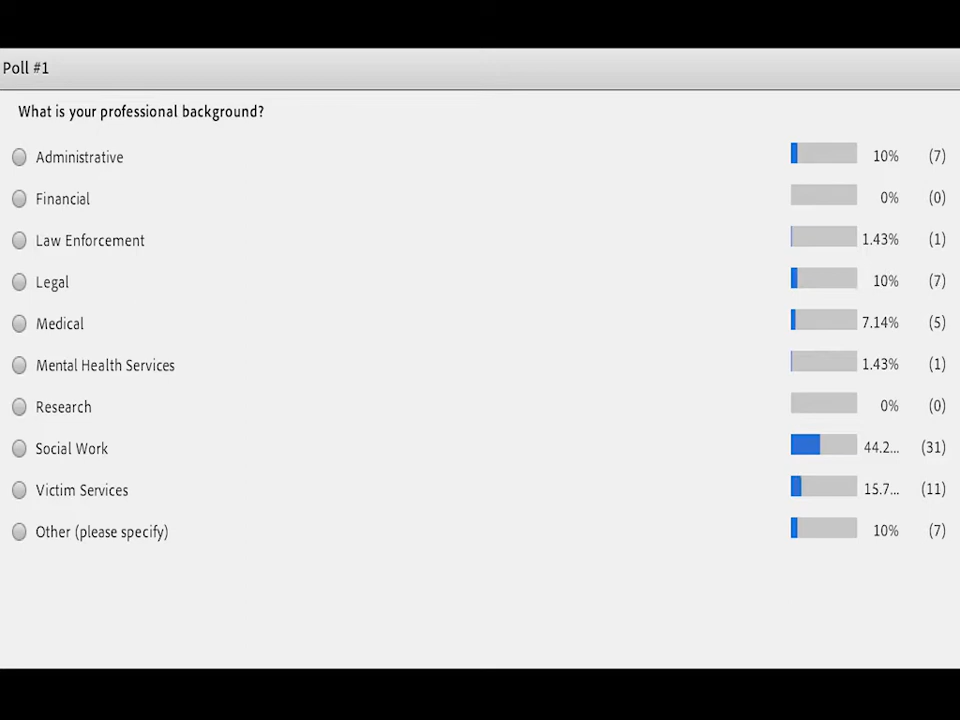 Poll #1
What is your professional background?
Administrative 10% (7)
Financial 0% (0)
Law Enforcement 1.43% (1)
Legal 10% (7)
Medical 7.14% (5)
Mental Health Services 1.43% (1)
Research 0% (0)
Social Work 44.2... (31)
Victim Services 15.7... (11)
Other (please specify) 10% (7)